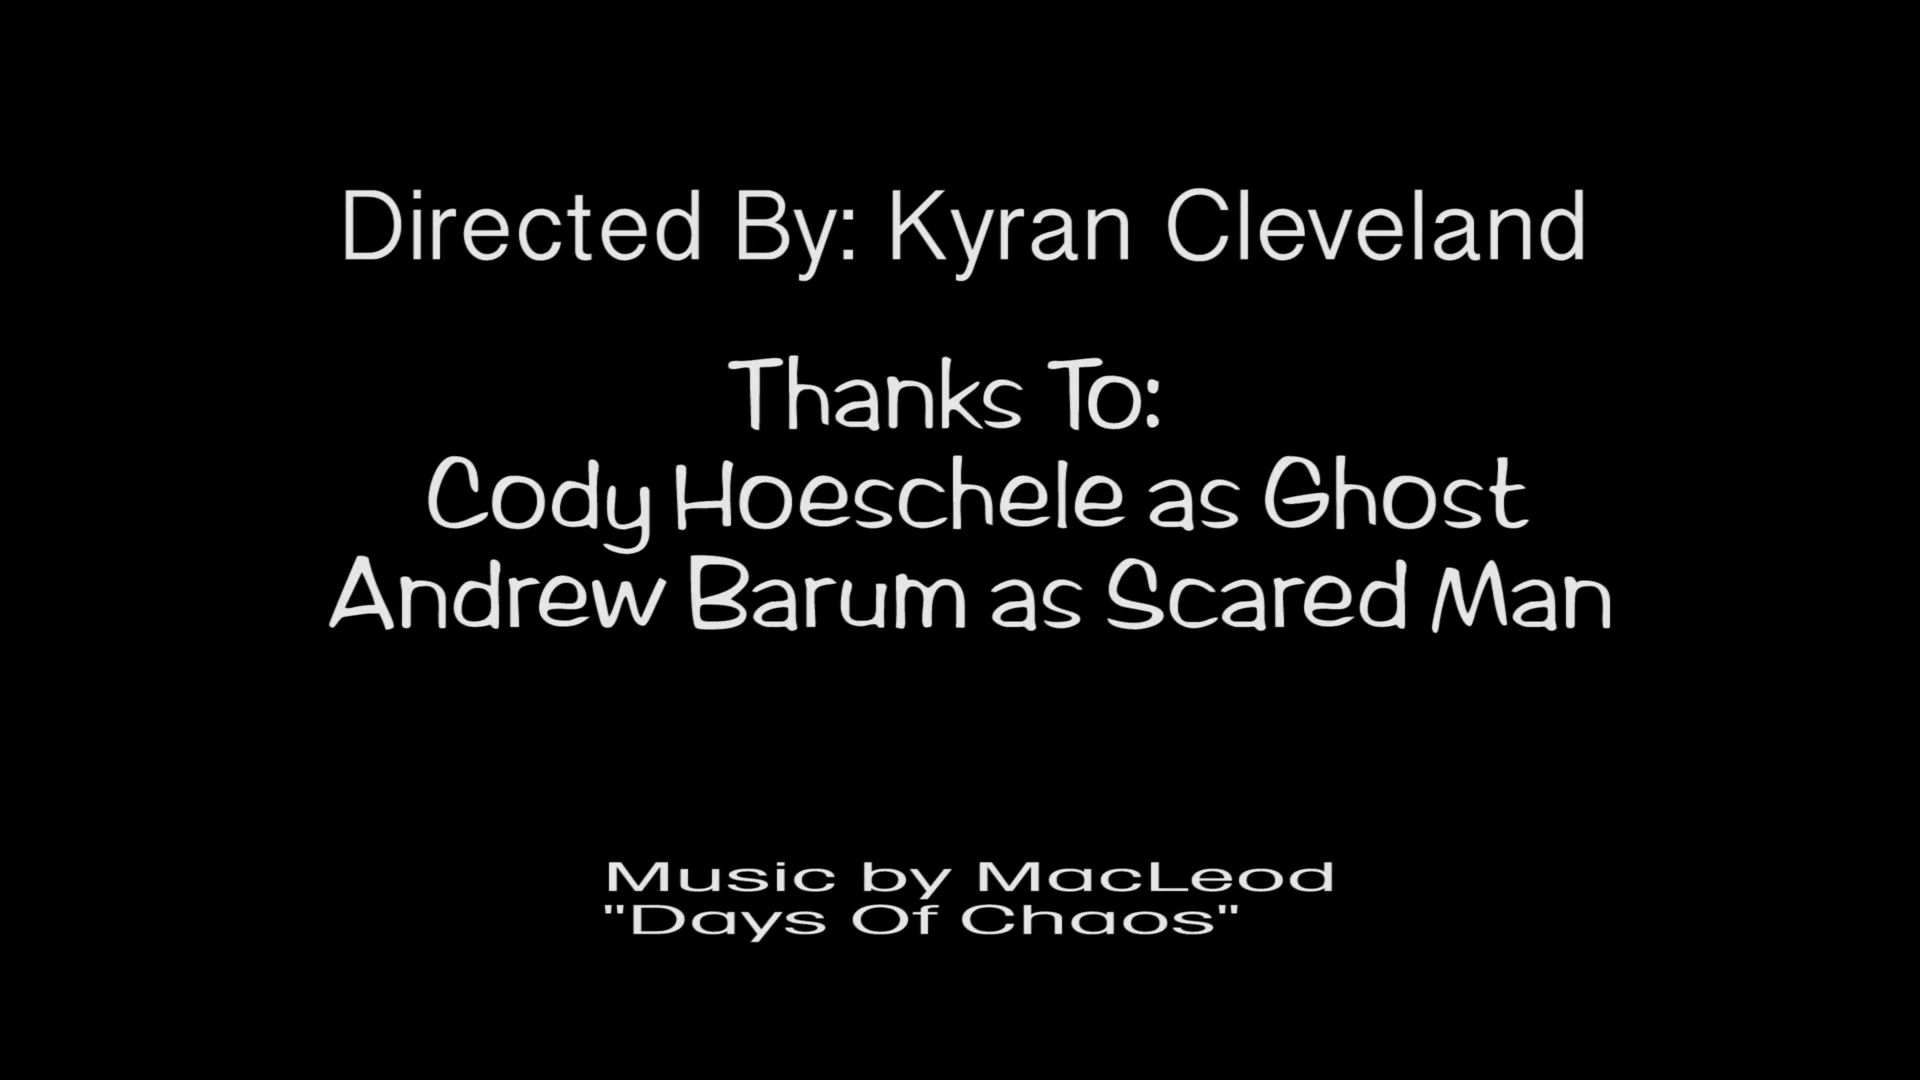 Directed By: Kyran Cleveland
Thanks To:
Cody Hoeschele as Ghost
Andrew Barum as Scared Man
Music by MacLeod
"Days Of Chaos"